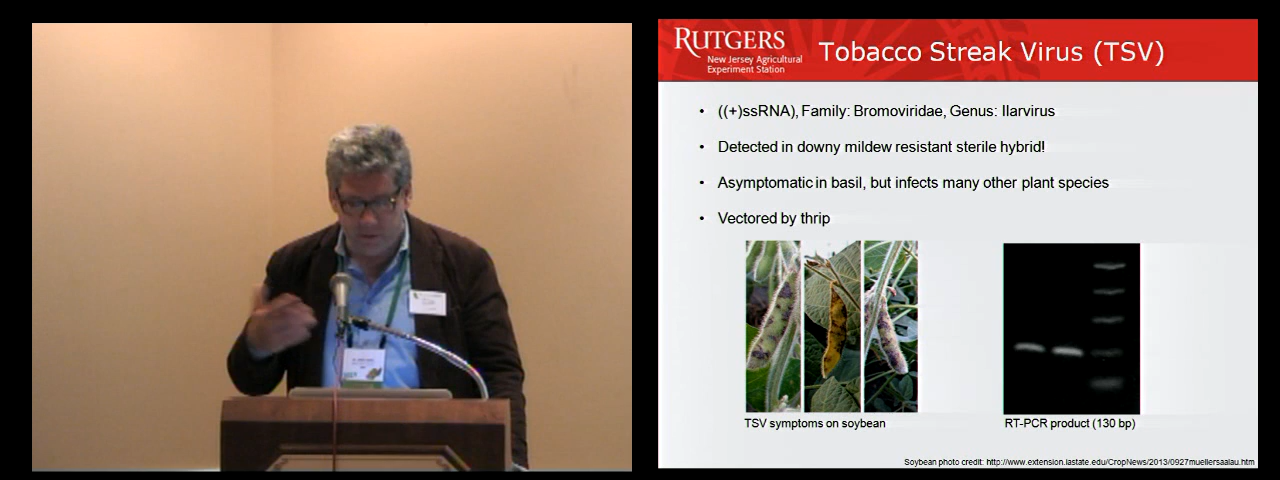 RUTGERS
New Jersey Agricultural
Experiment Station
Tobacco Streak Virus (TSV)
• ((+)ssRNA), Family: Bromoviridae, Genus: Ilarvirus
• Detected in downy mildew resistant sterile hybrid!
• Asymptomatic in basil, but infects many other plant species
• Vectored by thrip
TSV symptoms on soybean
RT-PCR product (130 bp)
Soybean photo credit: http://www.extension.iastate.edu/CropNews/2013/0927muellersaalau.htm